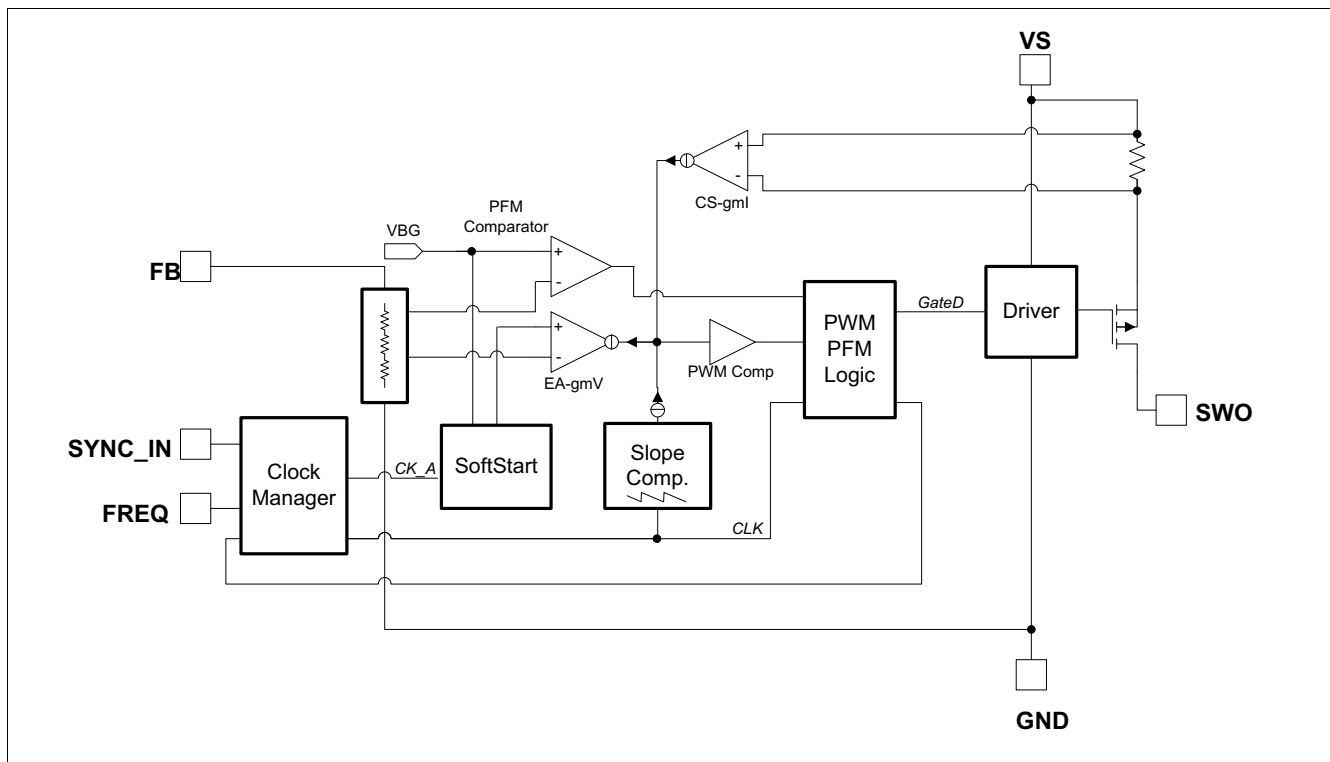 VS
+
-
CS-gmI
PFM
Comparator
VBG
+
-
FB
GateD
Driver
PWM
PFM
Logic
+
-
EA-gmV
PWM Comp
SWO
SYNC_IN
Clock
Manager
CK_A
SoftStart
Slope
Comp.
FREQ
CLK
GND